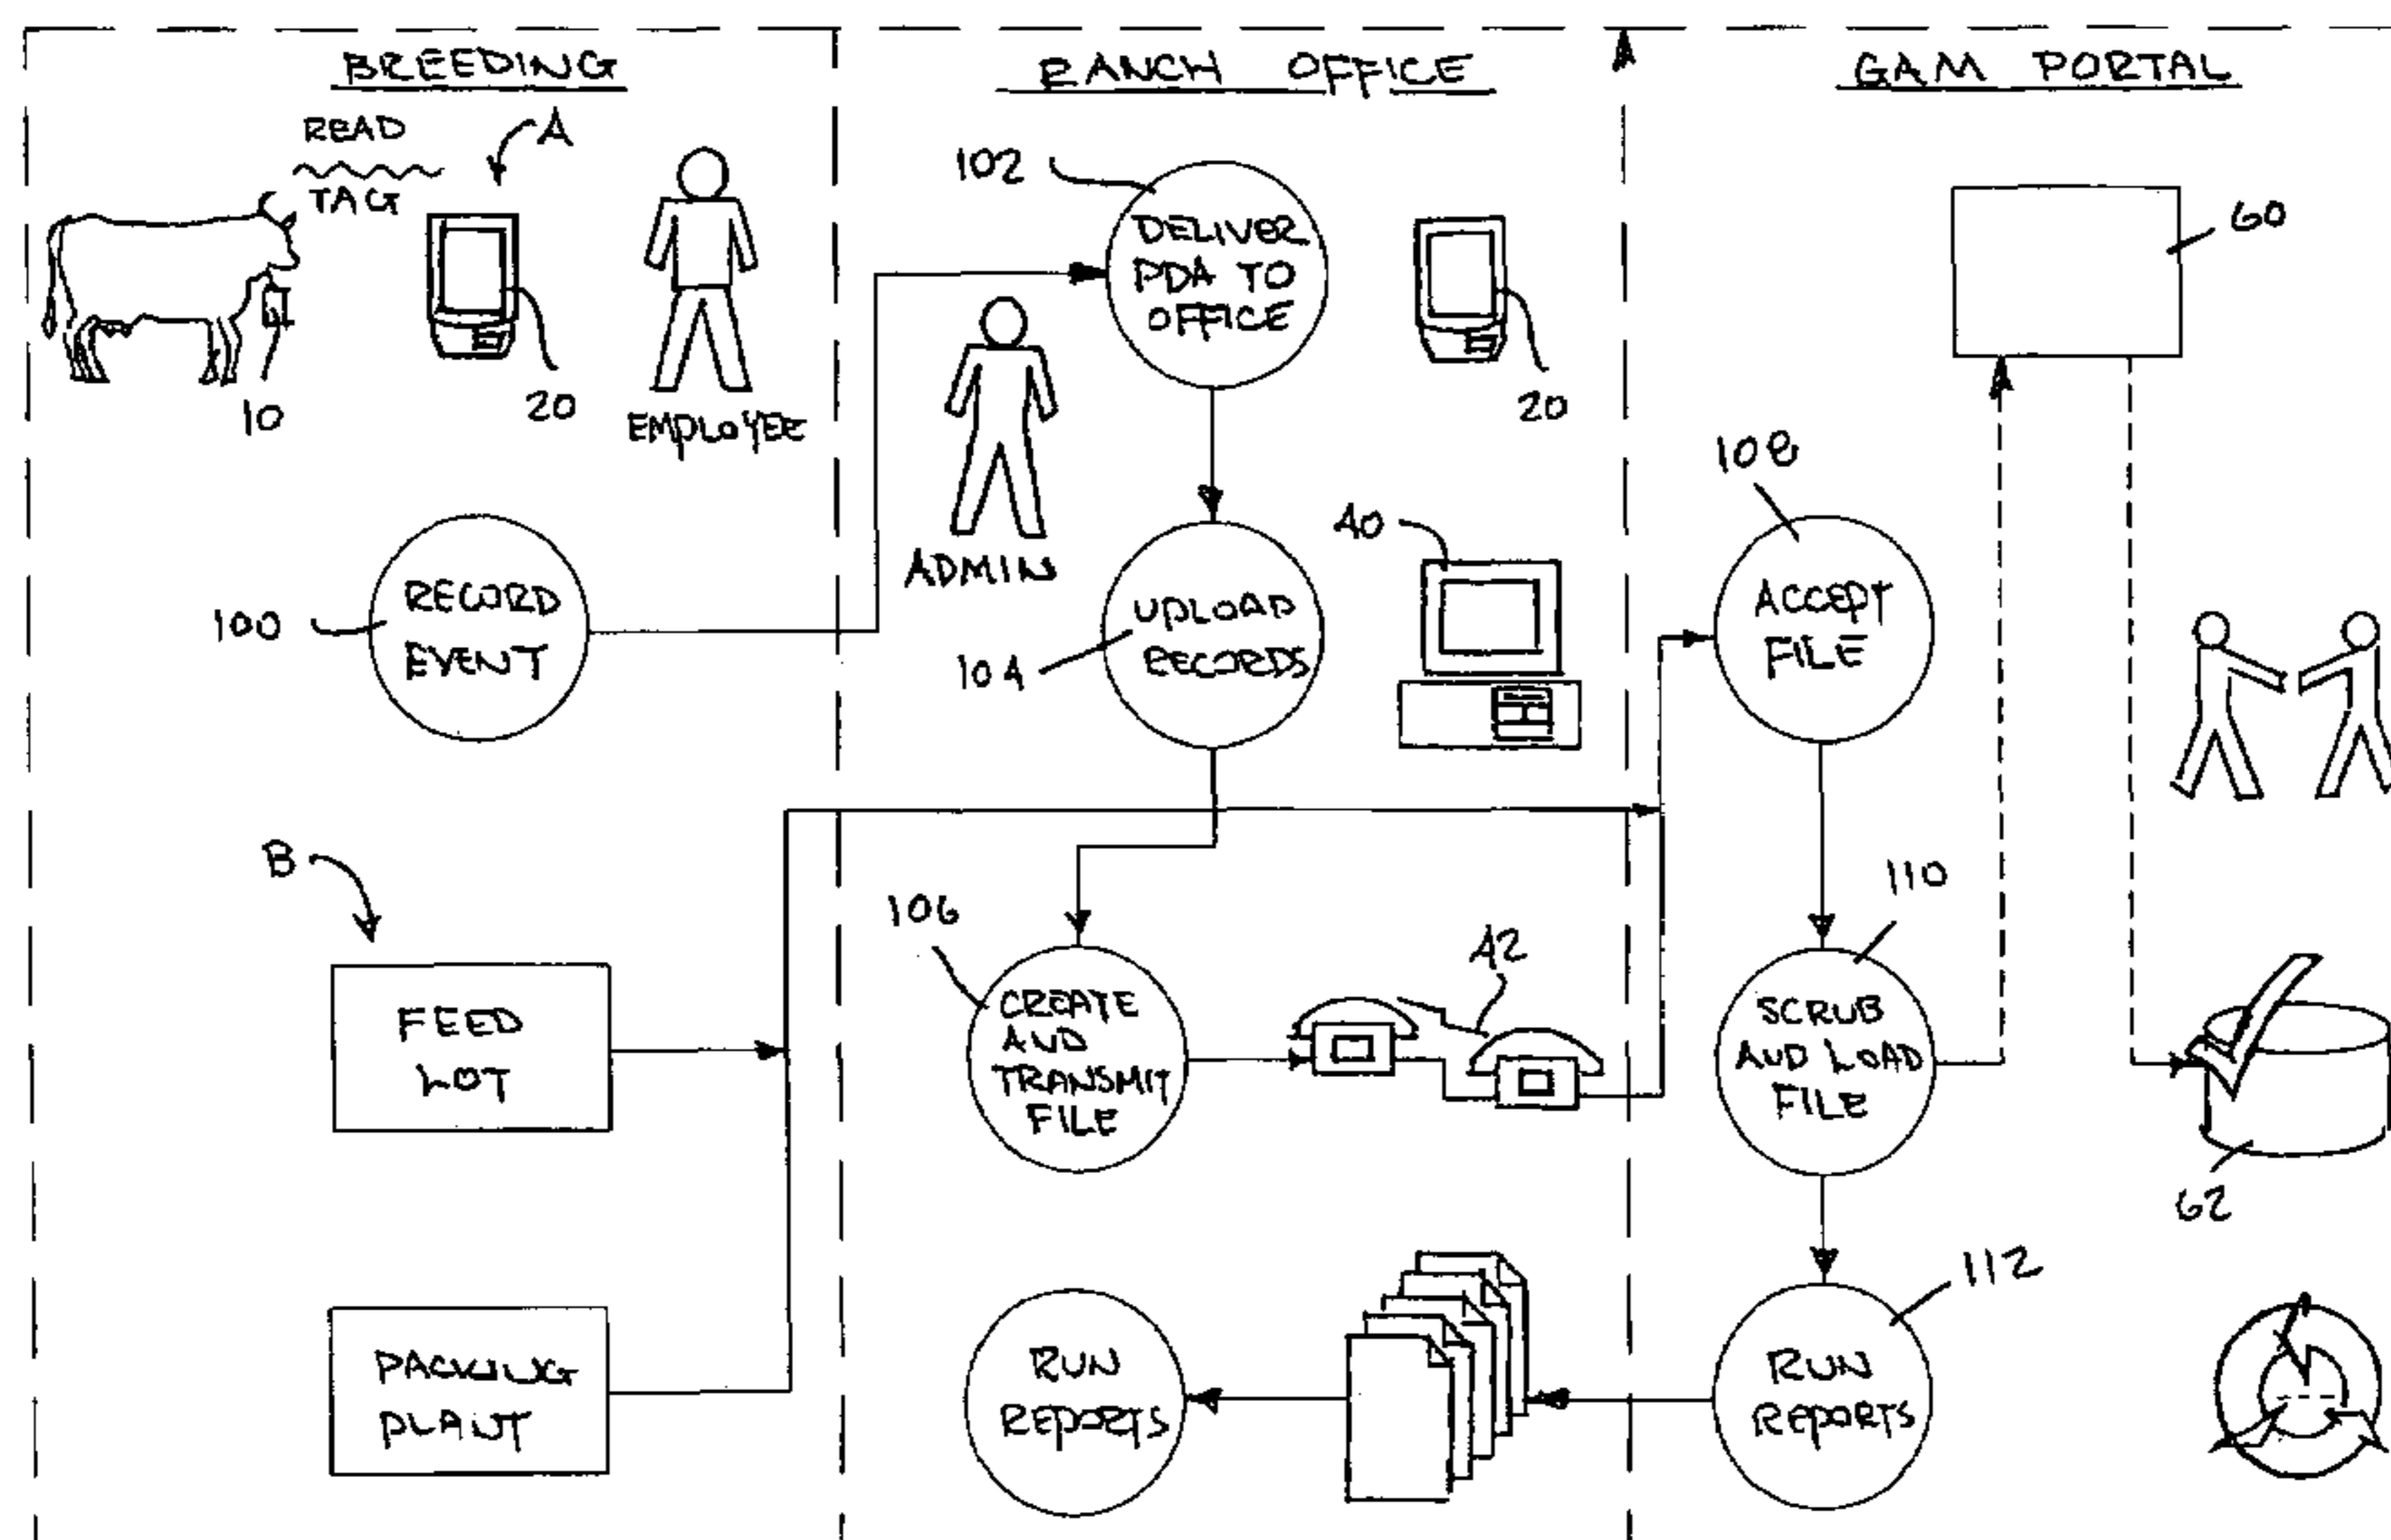 BREEDING
READ
TAG
A
10
20
EMPLOYEE
100
RECORD
EVENT
B
FEED
LOT
PACKING
PLANT
RANCH OFFICE
102
DELIVER
PDA TO
OFFICE
20
ADMIN
104
UPLOAD
RECORDS
40
106
CREATE
AND
TRANSMIT
FILE
42
RUN
REPORTS
GAM PORTAL
60
108
ACCEPT
FILE
110
SCRUB
AND LOAD
FILE
62
112
RUN
REPORTS